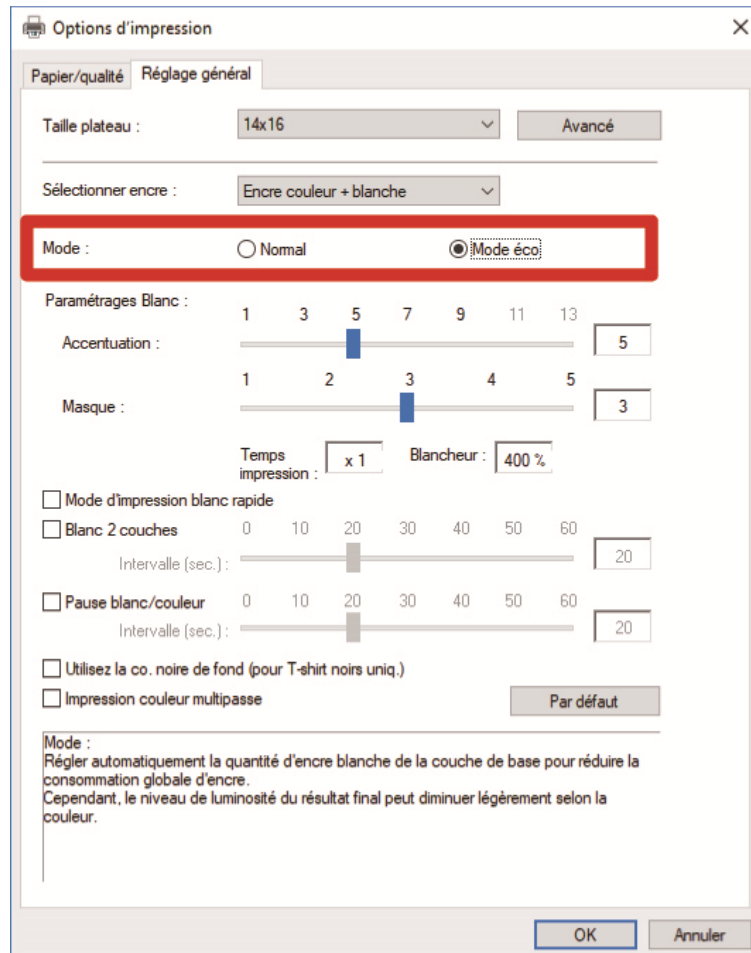 Options d'impression
Papier/qualité Réglage général
Taille plateau : 14x16 Avancé
Sélectionner encre : Encre couleur + blanche
Mode : Normal Mode éco
Paramétrages Blanc :
1 3 5 7 9 11 13
Accentuation : 5
1 2 3 4 5
Masque : 3
Temps
impression : x 1 Blancheur : 400 %
Mode d'impression blanc rapide
Blanc 2 couches 0 10 20 30 40 50 60
Intervalle (sec.) : 20
Pause blanc/couleur 0 10 20 30 40 50 60
Intervalle (sec.) : 20
Utilisez la co. noire de fond (pour T-shirt noirs uniq.)
Impression couleur multipasse Par défaut
Mode :
Régler automatiquement la quantité d'encre blanche de la couche de base pour réduire la
consommation globale d'encre.
Cependant, le niveau de luminosité du résultat final peut diminuer légèrement selon la
couleur.
OK Annuler